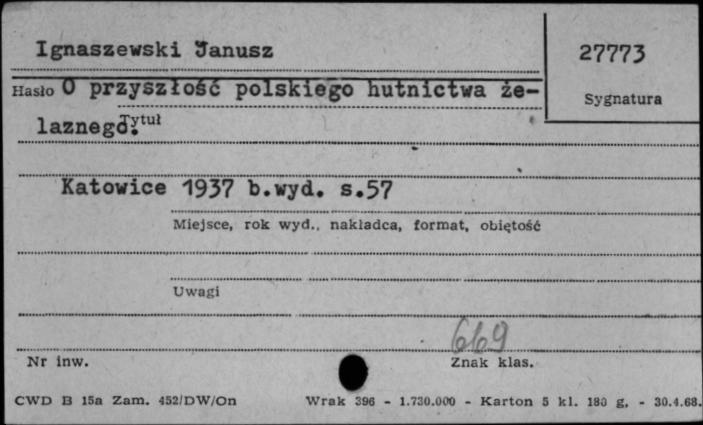 Ignaszewski Janusz
27773
Hasło O przyszłość polskiego hutnictwa że-
Sygnatura
laznego.
Tytuł
Katowice 1937 b.wyd. s.57
Miejsce, rok wyd., nakładca, format, obiętość
Uwagi
669
Nr inw.
Znak klas.
CWD B 15a Zam. 452/DW/On Wrak 396 - 1.730.000 - Karton 5 kl. 180 g. - 30.4.68.